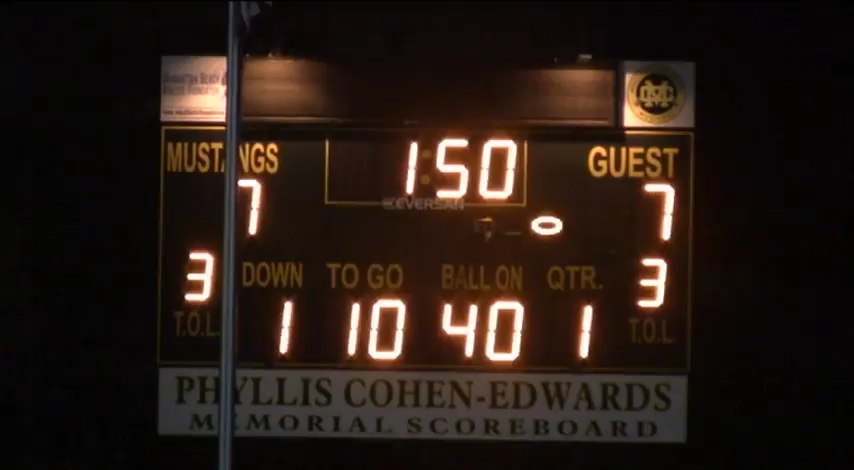 MUSTANGS 1:50 GUEST
EVERSAN
7 7
3 DOWN TO GO BALL ON QTR. 3
T.O.L. 1 10 40 1 T.O.L.
PHYLLIS COHEN-EDWARDS
MEMORIAL SCOREBOARD